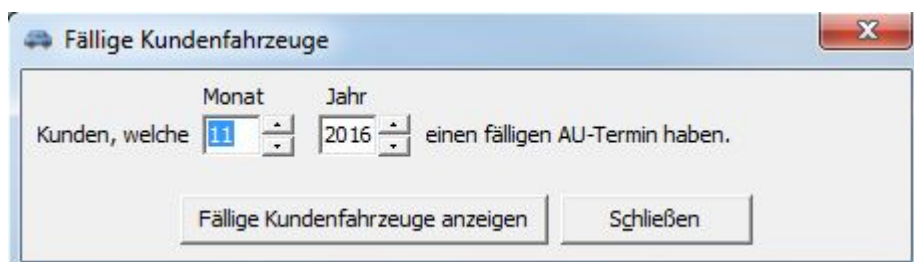 Fällige Kundenfahrzeuge
Monat Jahr
Kunden, welche 11 2016 einen fälligen AU-Termin haben.
Fällige Kundenfahrzeuge anzeigen Schließen